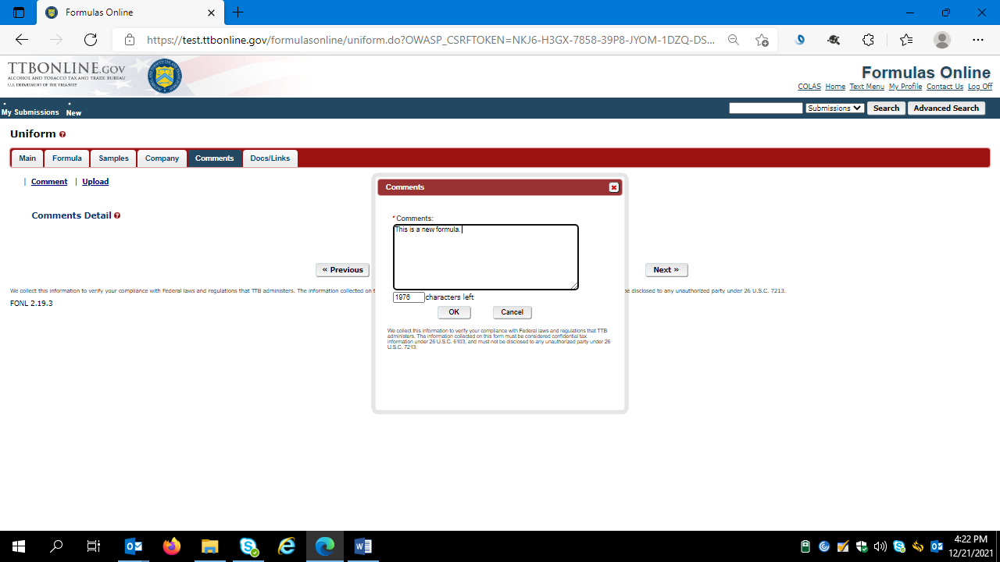 Formulas Online
https://test.ttbonline.gov/formulasonline/uniform.do?OWASP_CSRFTOKEN=NKJ6-H3GX-7858-39P8-JYOM-1DZQ-DS...
TTBONLINE.GOV
ALCOHOL AND TOBACCO TAX AND TRADE BUREAU
U.S. DEPARTMENT OF THE TREASURY
Formulas Online
COLAS Home Text Menu My Profile Contact Us Log Off
My Submissions New
Submissions Search Advanced Search
Uniform
Main Formula Samples Company Comments Docs/Links
| Comment | Upload
Comments Detail
« Previous
Next »
We collect this information to verify your compliance with Federal laws and regulations that TTB administers. The information collected on
be disclosed to any unauthorized party under 26 U.S.C. 7213.
FONL 2.19.3
Comments
* Comments:
This is a new formula.
1976 characters left
OK Cancel
We collect this information to verify your compliance with Federal laws and regulations that TTB
administers. The information collected on this form must be considered confidential tax
information under 26 U.S.C. 6103, and must not be disclosed to any unauthorized party under 26
U.S.C. 7213.
4:22 PM
12/21/2021